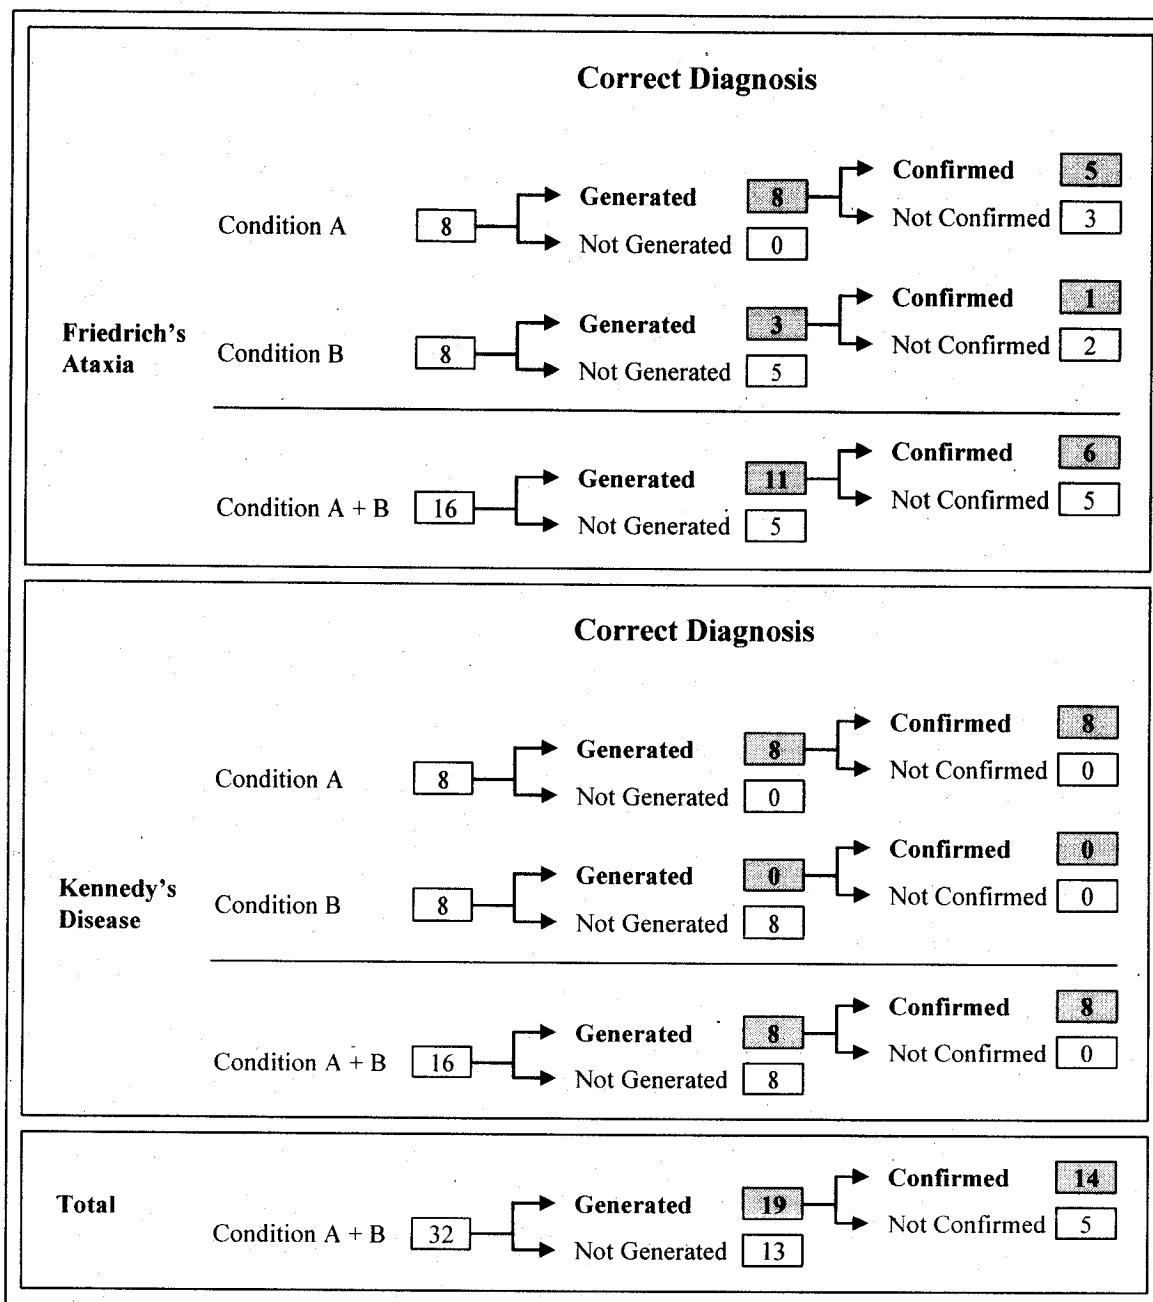 Correct Diagnosis
Confirmed 5
Generated 8
Condition A 8
Not Confirmed 3
Not Generated 0
Confirmed 1
Friedrich's
Ataxia
Generated 3
Condition B 8
Not Confirmed 2
Not Generated 5
Confirmed 6
Generated 11
Condition A + B 16
Not Confirmed 5
Not Generated 5
Correct Diagnosis
Confirmed 8
Generated 8
Condition A 8
Not Confirmed 0
Not Generated 0
Confirmed 0
Kennedy's
Disease
Generated 0
Condition B 8
Not Confirmed 0
Not Generated 8
Confirmed 8
Generated 8
Condition A + B 16
Not Confirmed 0
Not Generated 8
Confirmed 14
Total
Generated 19
Condition A + B 32
Not Confirmed 5
Not Generated 13